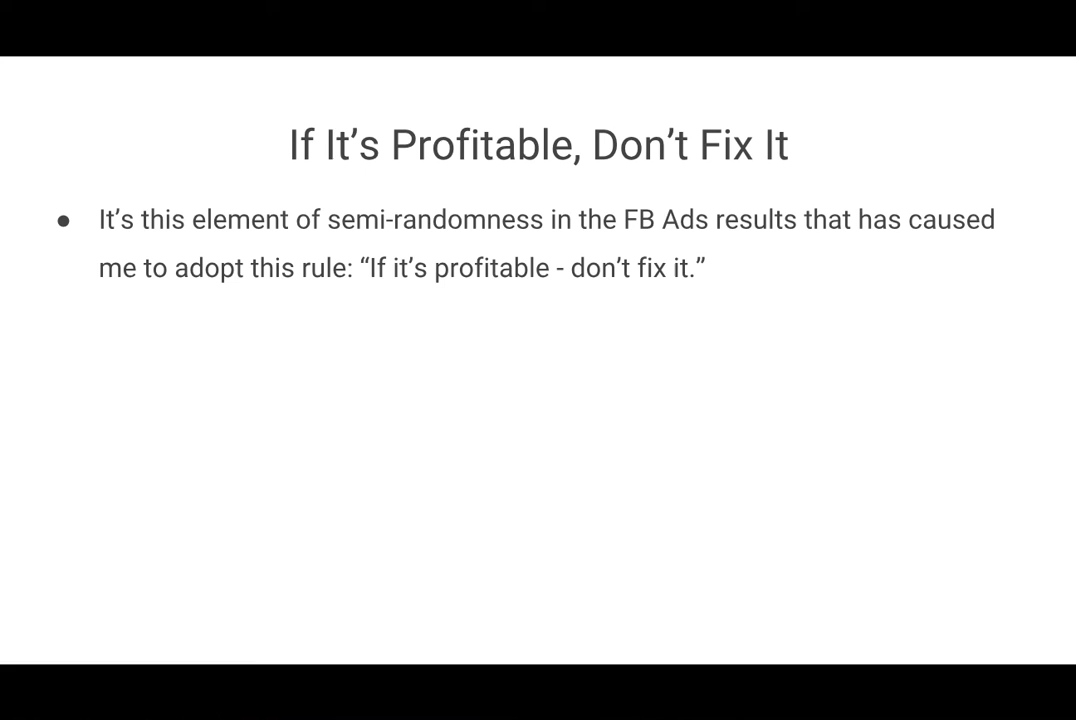 If It’s Profitable, Don’t Fix It
● It’s this element of semi-randomness in the FB Ads results that has caused
me to adopt this rule: “If it’s profitable - don’t fix it.”